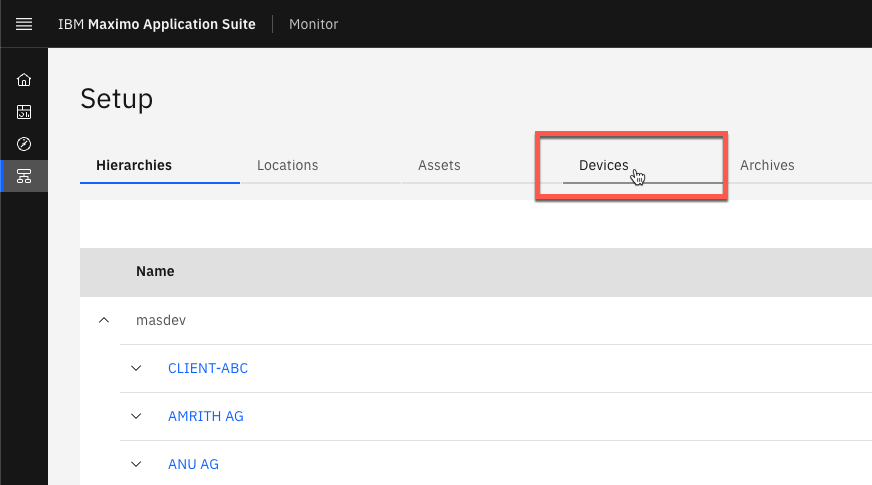 IBM Maximo Application Suite Monitor
Setup
Hierarchies Locations Assets Devices Archives
Name
masdev
CLIENT-ABC
AMRITH AG
ANU AG